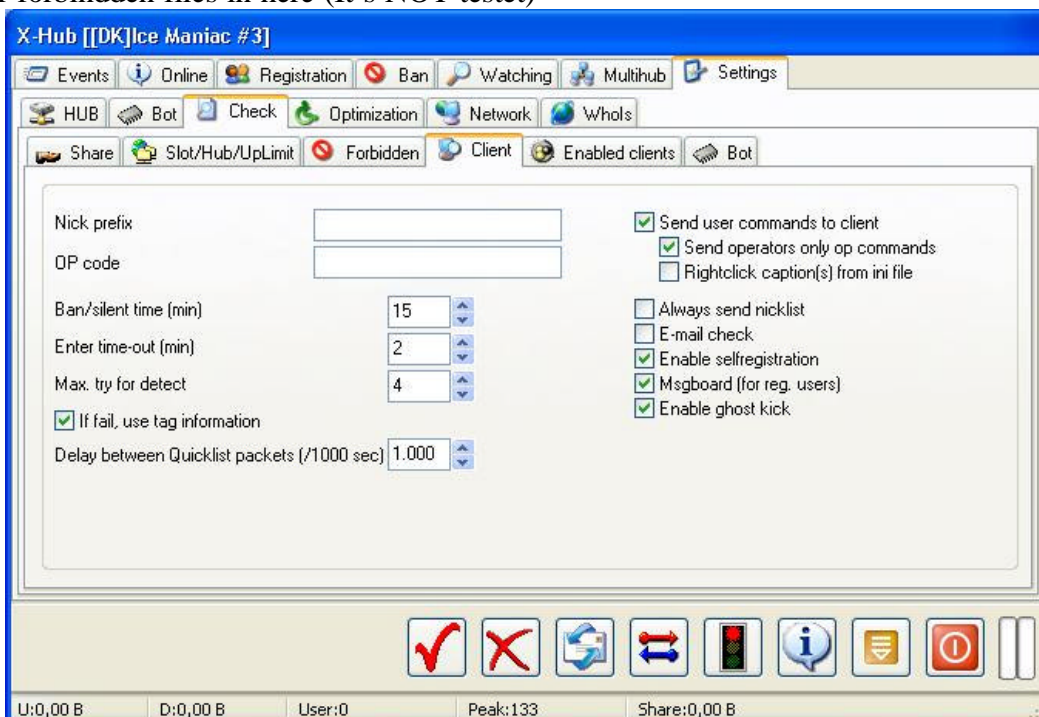 forbidden files in here (it's NOT testet)
X-Hub [[DK]Ice Maniac #3]
Events Online Registration Ban Watching Multihub Settings
HUB Bot Check Optimization Network WhoIs
Share Slot/Hub/UpLimit Forbidden Client Enabled clients Bot
Nick prefix
OP code
Ban/silent time (min) 15
Enter time-out (min) 2
Max. try for detect 4
If fail, use tag information
Delay between Quicklist packets (/1000 sec) 1.000
Send user commands to client
Send operators only op commands
Rightclick caption(s) from ini file
Always send nicklist
E-mail check
Enable selfregistration
Msgboard (for reg. users)
Enable ghost kick
U:0,00 B D:0,00 B User:0 Peak:133 Share:0,00 B